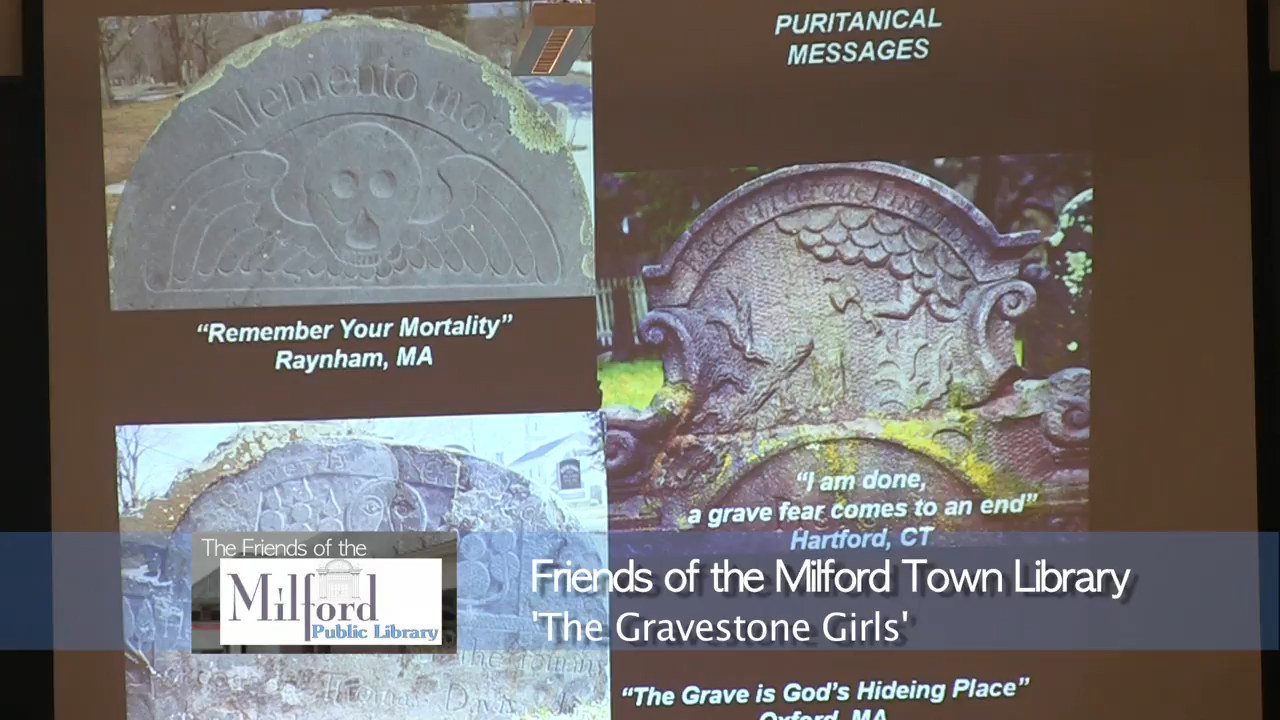 PURITANICAL
MESSAGES
Memento mori
“Remember Your Mortality”
Raynham, MA
“I am done,
a grave fear comes to an end”
Hartford, CT
The Friends of the
Milford
Public Library
Friends of the Milford Town Library
'The Gravestone Girls'
“The Grave is God’s Hideing Place”
Oxford, MA